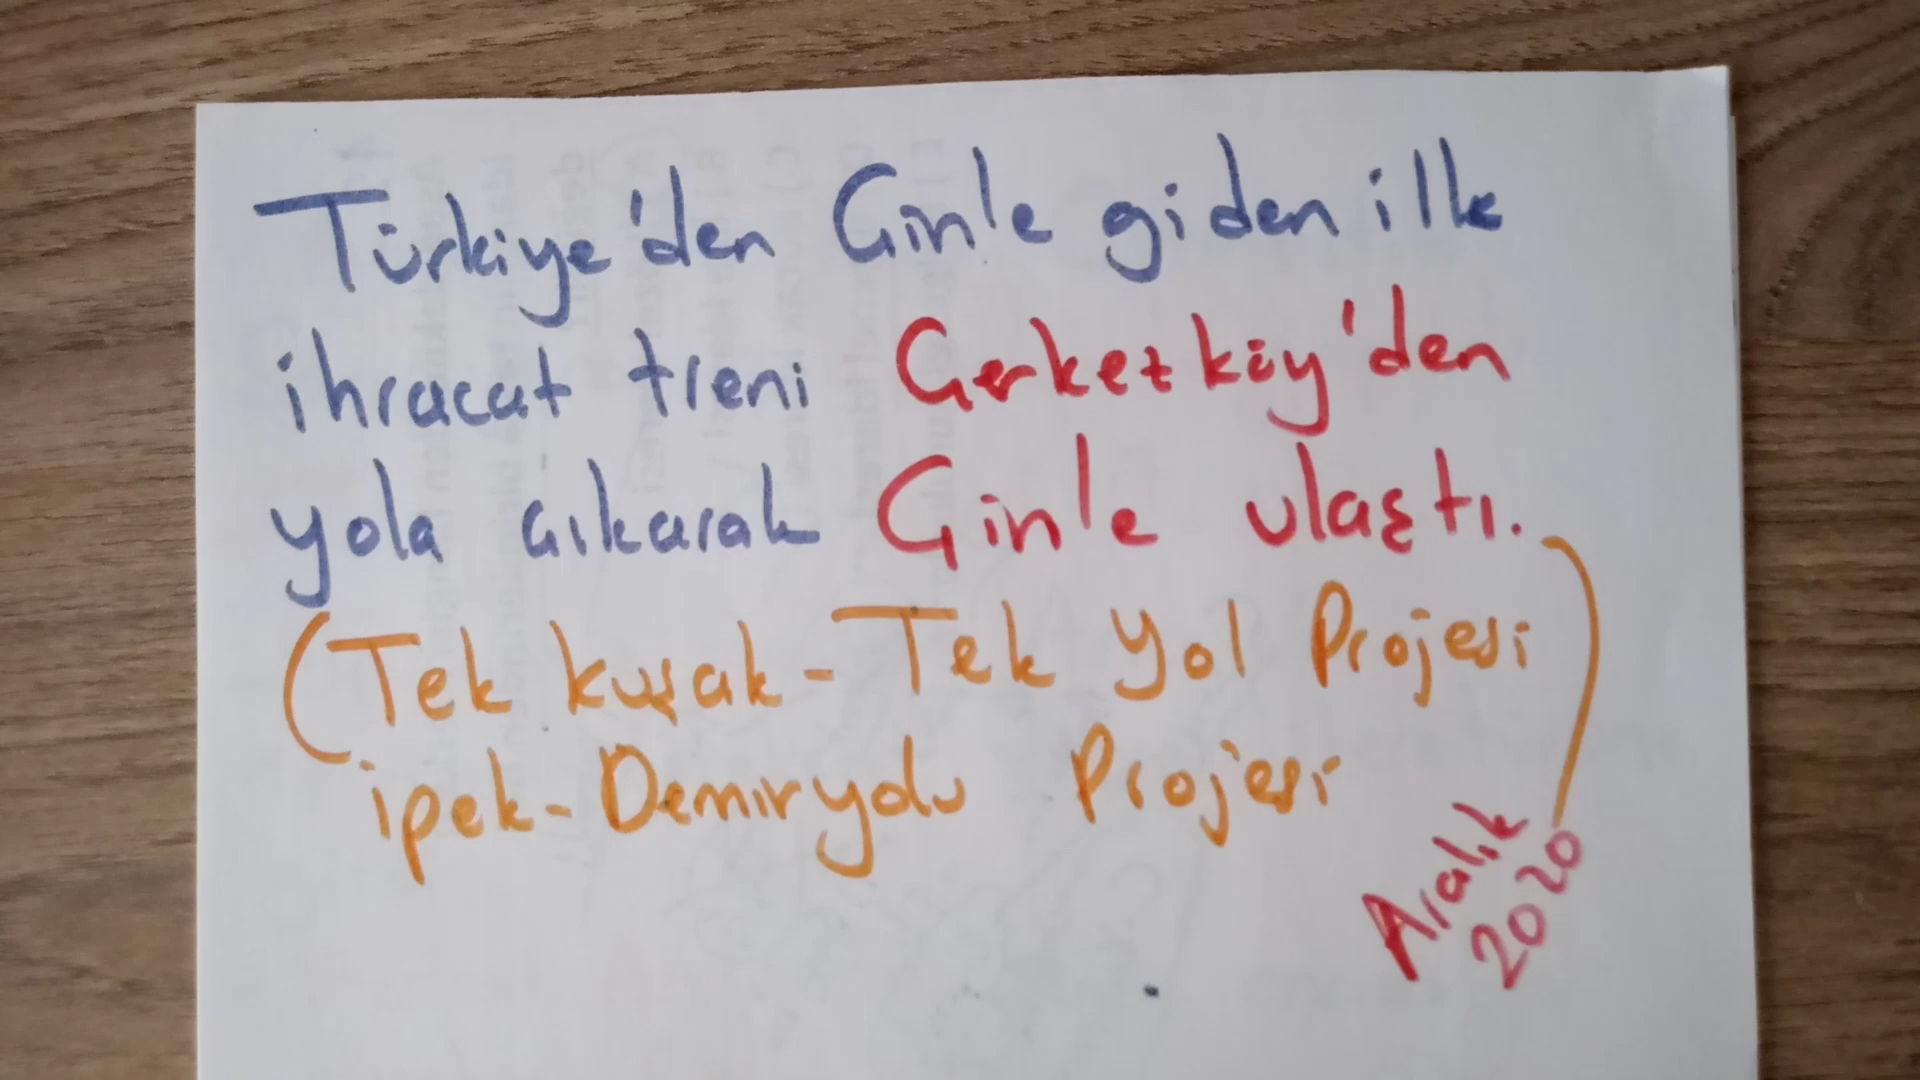 Türkiye'den Çin'e giden ilk
ihracat treni Çerkezköy'den
yola çıkarak Çin'e ulaştı.
(Tek kuşak - Tek Yol Projesi
ipek - Demiryolu Projesi
Aralık
2020